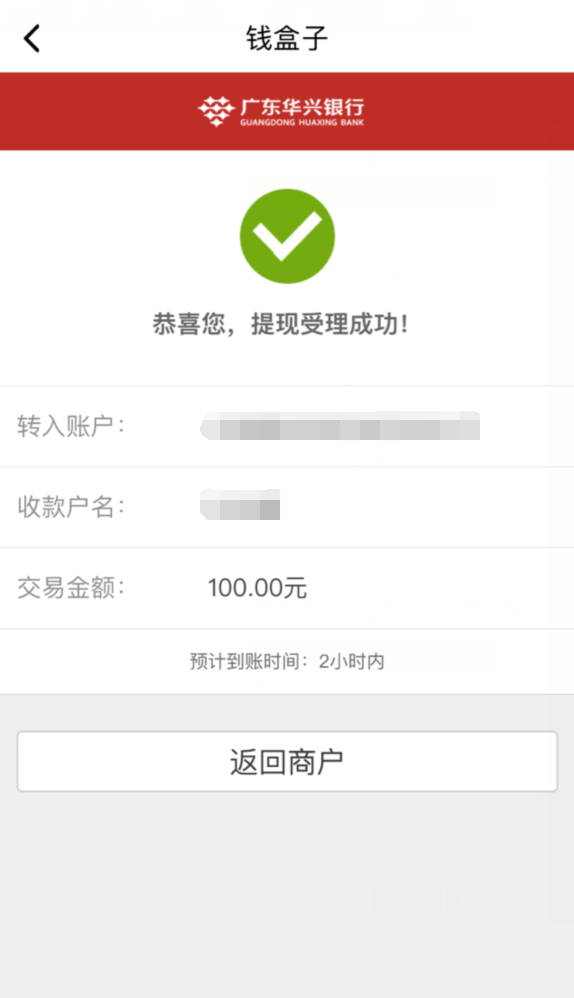 钱盒子
广东华兴银行
GUANGDONG HUAXING BANK
恭喜您，提现受理成功！
转入账户：
收款户名：
交易金额： 100.00元
预计到账时间：2小时内
返回商户